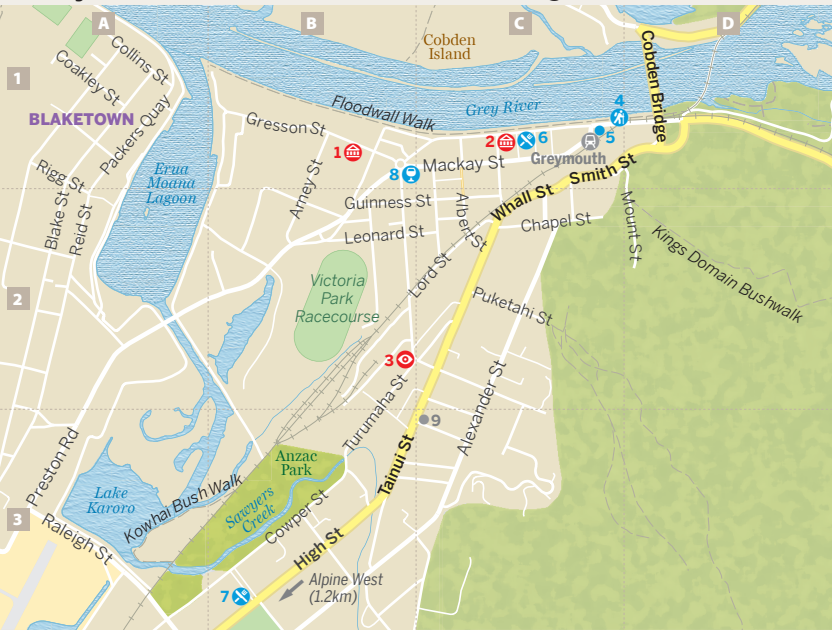 A
B
C
D
1
2
3
Collins St
Coakley St
BLAKETOWN
Packers Quay
Rigg St
Blake St
Reid St
Erua
Moana
Lagoon
Cobden
Island
Grey River
Cobden Bridge
Floodwall Walk
Gresson St
1
2
6
4
5
Greymouth
8
Mackay St
Arney St
Guinness St
Leonard St
Albert St
Whall St
Smith St
Chapel St
Mount St
Kings Domain Bushwalk
Lord St
Victoria
Park
Racecourse
Puketahi St
3
Turumaha St
9
Alexander St
Tainui St
Preston Rd
Anzac
Park
Lake
Karoro
Kowhai Bush Walk
Sawyers
Creek
Cowper St
Raleigh St
High St
7
Alpine West
(1.2km)